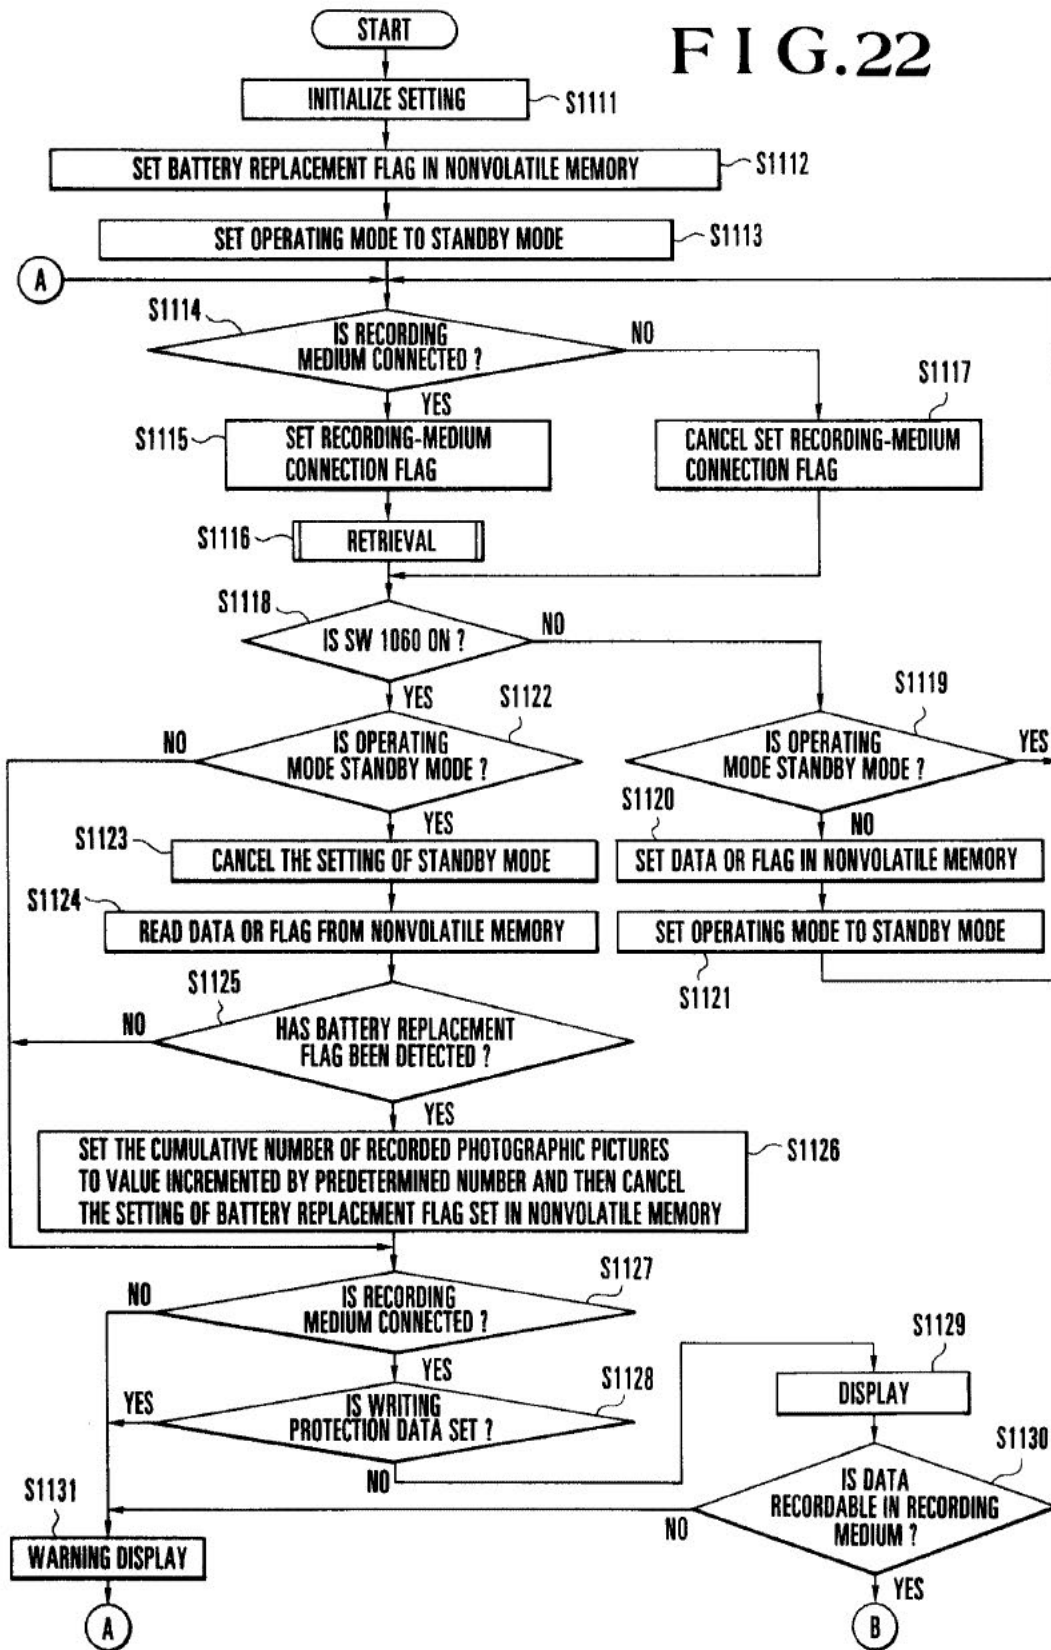 START
FIG.22
INITIALIZE SETTING
S1111
SET BATTERY REPLACEMENT FLAG IN NONVOLATILE MEMORY
S1112
SET OPERATING MODE TO STANDBY MODE
S1113
A
S1114
IS RECORDING
MEDIUM CONNECTED ?
NO
YES
S1115
SET RECORDING-MEDIUM
CONNECTION FLAG
S1117
CANCEL SET RECORDING-MEDIUM
CONNECTION FLAG
S1116
RETRIEVAL
S1118
IS SW 1060 ON ?
NO
YES
S1122
NO
IS OPERATING
MODE STANDBY MODE ?
S1119
IS OPERATING
MODE STANDBY MODE ?
YES
YES
NO
S1123
CANCEL THE SETTING OF STANDBY MODE
S1120
SET DATA OR FLAG IN NONVOLATILE MEMORY
S1124
READ DATA OR FLAG FROM NONVOLATILE MEMORY
SET OPERATING MODE TO STANDBY MODE
S1121
S1125
NO
HAS BATTERY REPLACEMENT
FLAG BEEN DETECTED ?
YES
SET THE CUMULATIVE NUMBER OF RECORDED PHOTOGRAPHIC PICTURES
TO VALUE INCREMENTED BY PREDETERMINED NUMBER AND THEN CANCEL
THE SETTING OF BATTERY REPLACEMENT FLAG SET IN NONVOLATILE MEMORY
S1126
NO
IS RECORDING
MEDIUM CONNECTED ?
S1127
YES
YES
IS WRITING
PROTECTION DATA SET ?
S1128
NO
S1129
DISPLAY
S1130
IS DATA
RECORDABLE IN RECORDING
MEDIUM ?
NO
YES
S1131
WARNING DISPLAY
A
B